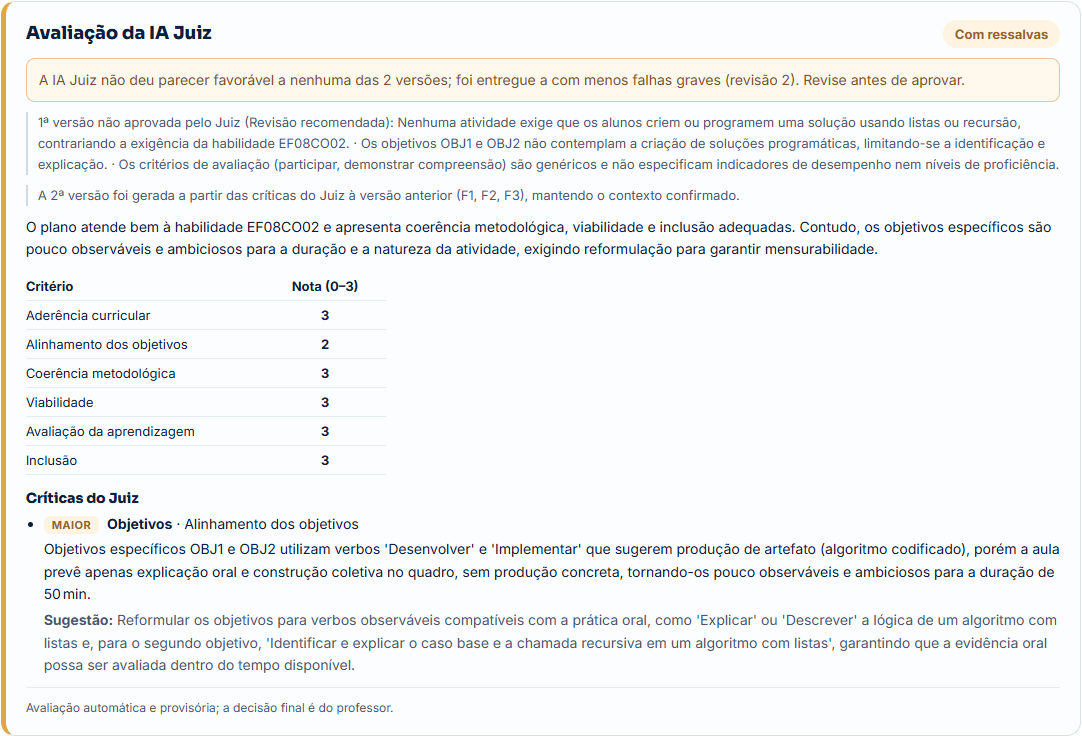 Avaliação da IA Juiz
Com ressalvas
A IA Juiz não deu parecer favorável a nenhuma das 2 versões; foi entregue a com menos falhas graves (revisão 2). Revise antes de aprovar.
1ª versão não aprovada pelo Juiz (Revisão recomendada): Nenhuma atividade exige que os alunos criem ou programem uma solução usando listas ou recursão,
contrariando a exigência da habilidade EF08CO02. · Os objetivos OBJ1 e OBJ2 não contemplam a criação de soluções programáticas, limitando-se a identificação e
explicação. · Os critérios de avaliação (participar, demonstrar compreensão) são genéricos e não especificam indicadores de desempenho nem níveis de proficiência.
A 2ª versão foi gerada a partir das críticas do Juiz à versão anterior (F1, F2, F3), mantendo o contexto confirmado.
O plano atende bem à habilidade EF08CO02 e apresenta coerência metodológica, viabilidade e inclusão adequadas. Contudo, os objetivos específicos são
pouco observáveis e ambiciosos para a duração e a natureza da atividade, exigindo reformulação para garantir mensurabilidade.
Critério Nota (0–3)
Aderência curricular 3
Alinhamento dos objetivos 2
Coerência metodológica 3
Viabilidade 3
Avaliação da aprendizagem 3
Inclusão 3
Críticas do Juiz
• MAIOR Objetivos · Alinhamento dos objetivos
Objetivos específicos OBJ1 e OBJ2 utilizam verbos 'Desenvolver' e 'Implementar' que sugerem produção de artefato (algoritmo codificado), porém a aula
prevê apenas explicação oral e construção coletiva no quadro, sem produção concreta, tornando-os pouco observáveis e ambiciosos para a duração de
50 min.
Sugestão: Reformular os objetivos para verbos observáveis compatíveis com a prática oral, como 'Explicar' ou 'Descrever' a lógica de um algoritmo com
listas e, para o segundo objetivo, 'Identificar e explicar o caso base e a chamada recursiva em um algoritmo com listas', garantindo que a evidência oral
possa ser avaliada dentro do tempo disponível.
Avaliação automática e provisória; a decisão final é do professor.